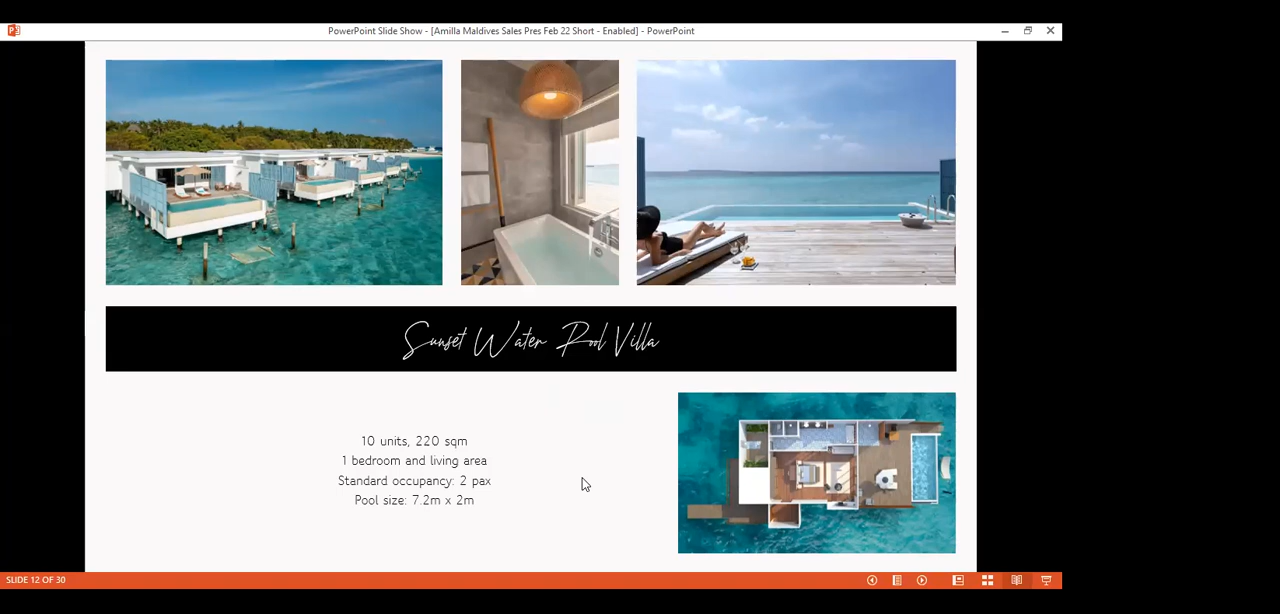 PowerPoint Slide Show - [Amilla Maldives Sales Pres Feb 22 Short - Enabled] - PowerPoint
Sunset Water Pool Villa
10 units, 220 sqm
1 bedroom and living area
Standard occupancy: 2 pax
Pool size: 7.2m x 2m
SLIDE 12 OF 30